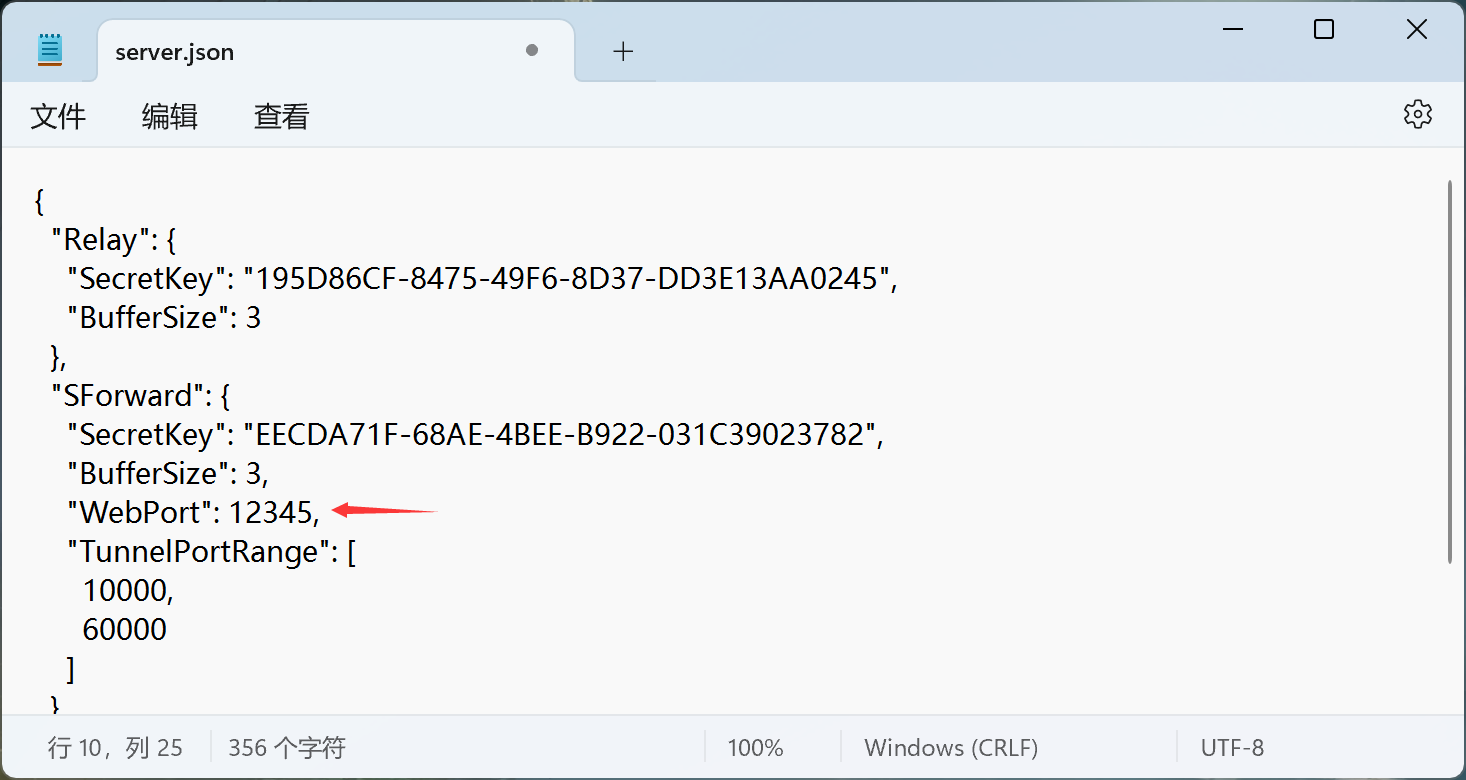 server.json
文件 编辑 查看
{
"Relay": {
"SecretKey": "195D86CF-8475-49F6-8D37-DD3E13AA0245",
"BufferSize": 3
},
"SForward": {
"SecretKey": "EECDA71F-68AE-4BEE-B922-031C39023782",
"BufferSize": 3,
"WebPort": 12345,
"TunnelPortRange": [
10000,
60000
]
}
行 10，列 25 356 个字符 100% Windows (CRLF) UTF-8